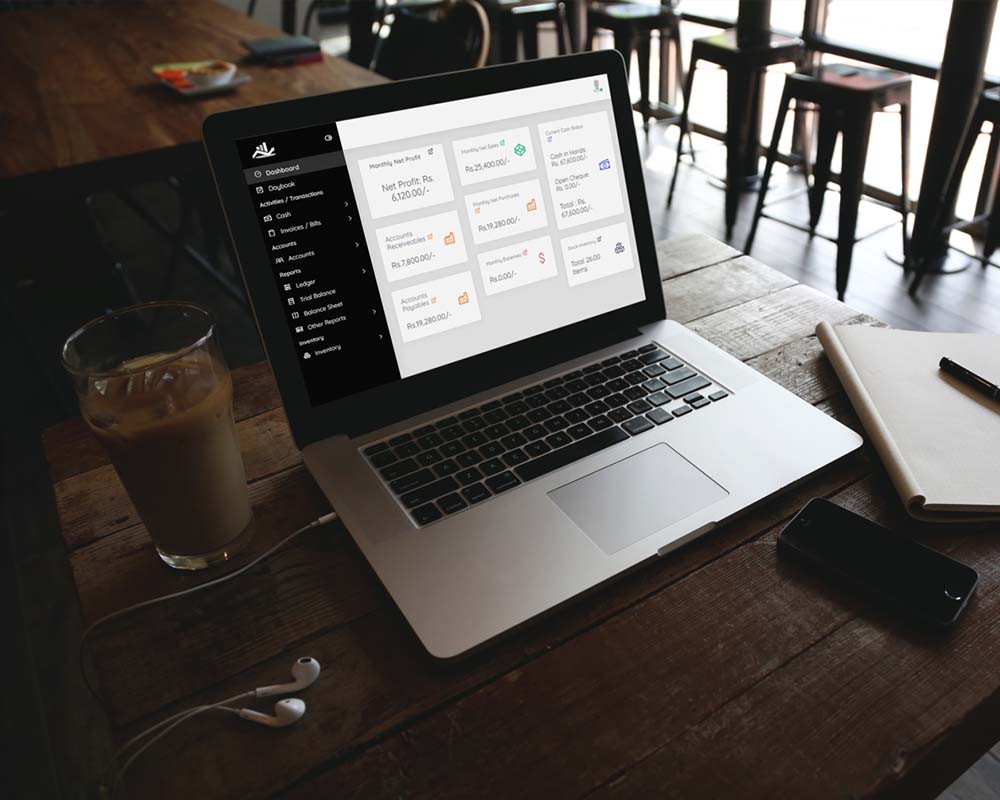 Dashboard
Daybook
Activities / Transactions
Cash
Invoices / Bills
Accounts
Accounts
Reports
Ledger
Trial Balance
Balance Sheet
Other Reports
Inventory
Inventory
Monthly Net Profit
Net Profit: Rs.
6,120.00/-
Monthly Net Sales
Rs.25,400.00/-
Current Cash Status
Cash in Hands:
Rs. 67,600.00/-
Open Cheque:
Rs. 0.00/-
Total : Rs.
67,600.00/-
Accounts
Receivables
Rs.7,800.00/-
Monthly Net Purchases
Rs.19,280.00/-
Accounts
Payables
Rs.19,280.00/-
Monthly Expenses
Rs.0.00/-
Stock Inventory
Total 26.00
Items